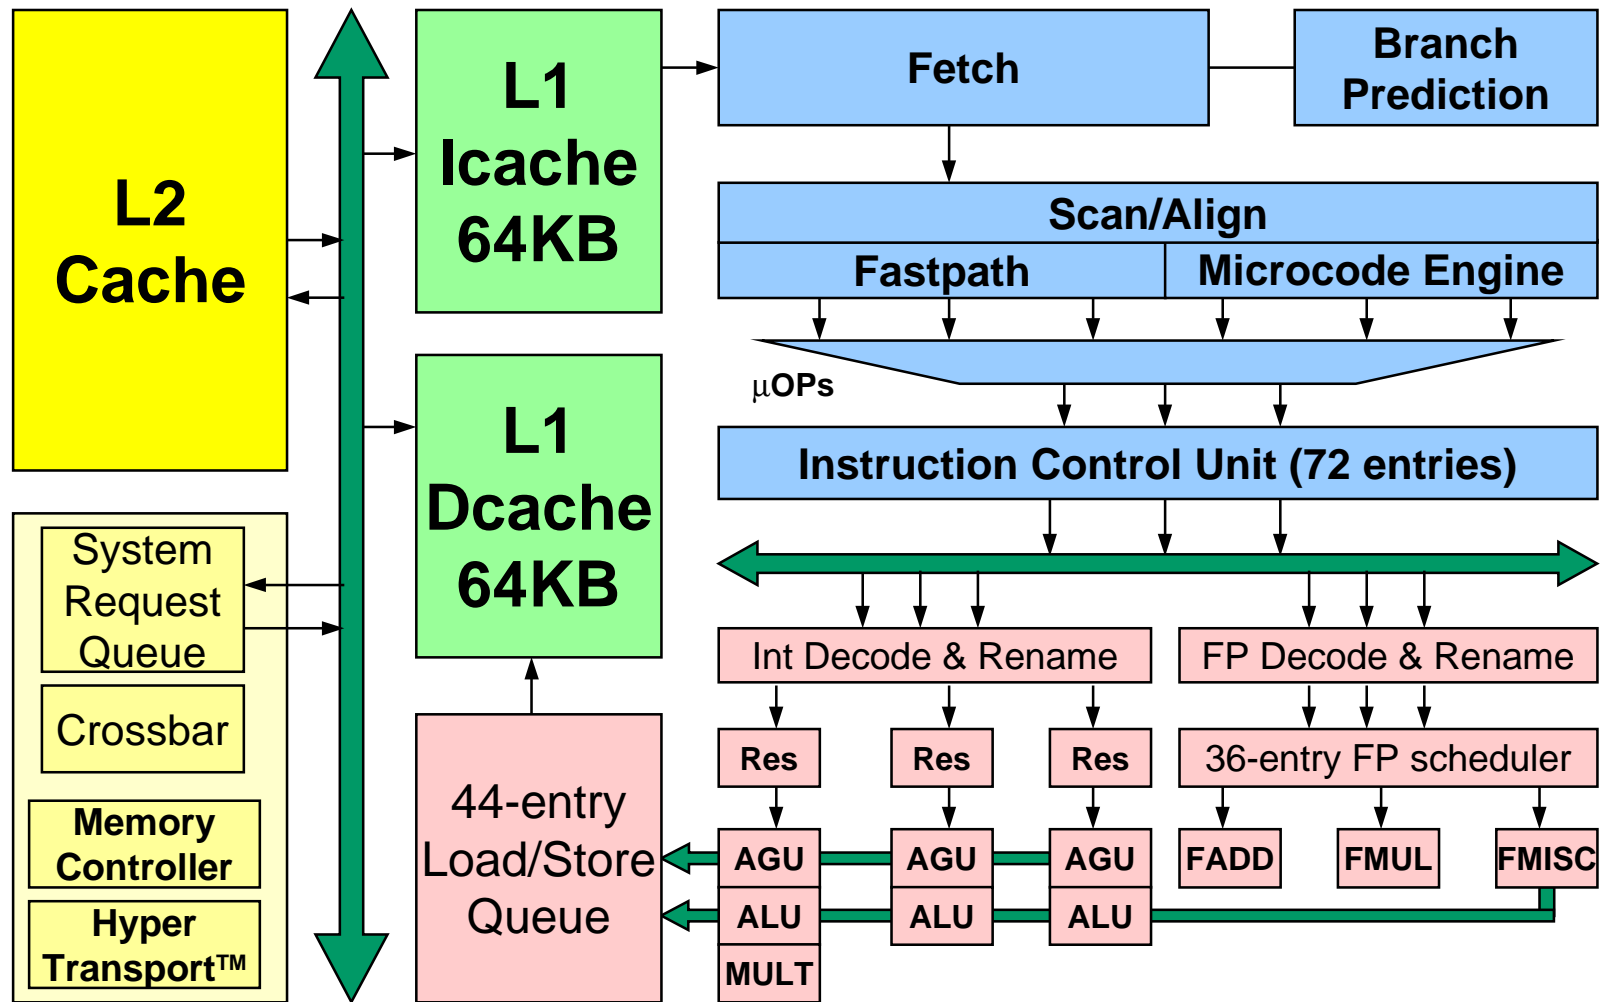 L2
Cache
System
Request
Queue
Crossbar
Memory
Controller
Hyper
Transport™
L1
Icache
64KB
L1
Dcache
64KB
44-entry
Load/Store
Queue
Fetch
Branch
Prediction
Scan/Align
Fastpath
Microcode Engine
μOPs
Instruction Control Unit (72 entries)
Int Decode & Rename
FP Decode & Rename
Res
Res
Res
36-entry FP scheduler
AGU
AGU
AGU
FADD
FMUL
FMISC
ALU
ALU
ALU
MULT